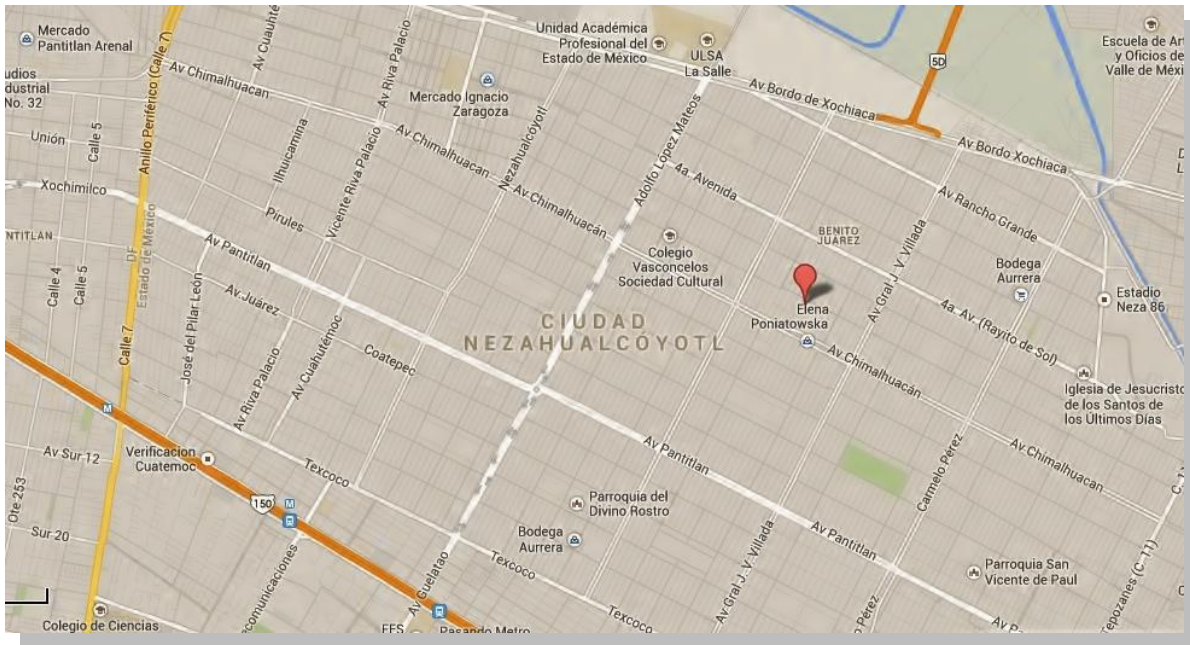 Mercado
Pantitlan Arenal
Av Cuauhté
Av Riva Palacio
Unidad Académica
Profesional del
Estado de México
ULSA
La Salle
5D
Escuela de Art
y Oficios de
Valle de Méxi
udios
dustrial
No. 32
Anillo Periférico (Calle 7)
Av Chimalhuacan
Mercado Ignacio
Zaragoza
Av Bordo de Xochiaca
Unión
Calle 5
Ilhuicamina
Vicente Riva Palacio
Av Chimalhuacan
Nezahualcóyotl
Adolfo López Mateos
Av Bordo Xochiaca
Xochimilco
4a. Avenida
Av Chimalhuacán
Av Rancho Grande
Pirules
NTITLAN
DF
Estado de México
Av Pantitlan
Colegio
Vasconcelos
Sociedad Cultural
BENITO
JUÁREZ
Av Gral J. V. Villada
Bodega
Aurrera
Estadio
Neza 86
Calle 4
Calle 5
José del Pilar León
Av Juárez
Elena
Poniatowska
4a. Av. (Rayito de Sol)
CIUDAD
NEZAHUALCÓYOTL
Calle 7
Av Riva Palacio
Av Cuahutémoc
Coatepec
Av Chimalhuacán
Iglesia de Jesucristo
de los Santos de
los Últimos Días
M
Av Sur 12
Verificacion
Cuatemoc
Texcoco
Av Pantitlan
Carmelo Pérez
Av Chimalhuacan
Ote 253
150
M
Parroquia del
Divino Rostro
Sur 20
Bodega
Aurrera
Av Pantitlan
Texcoco
Av Gral J. V. Villada
Parroquia San
Vicente de Paul
Tepozanes (C. 11)
Av Guelatao
ecomunicaciones
Texcoco
o Pérez
Colegio de Ciencias
Pasando Metro